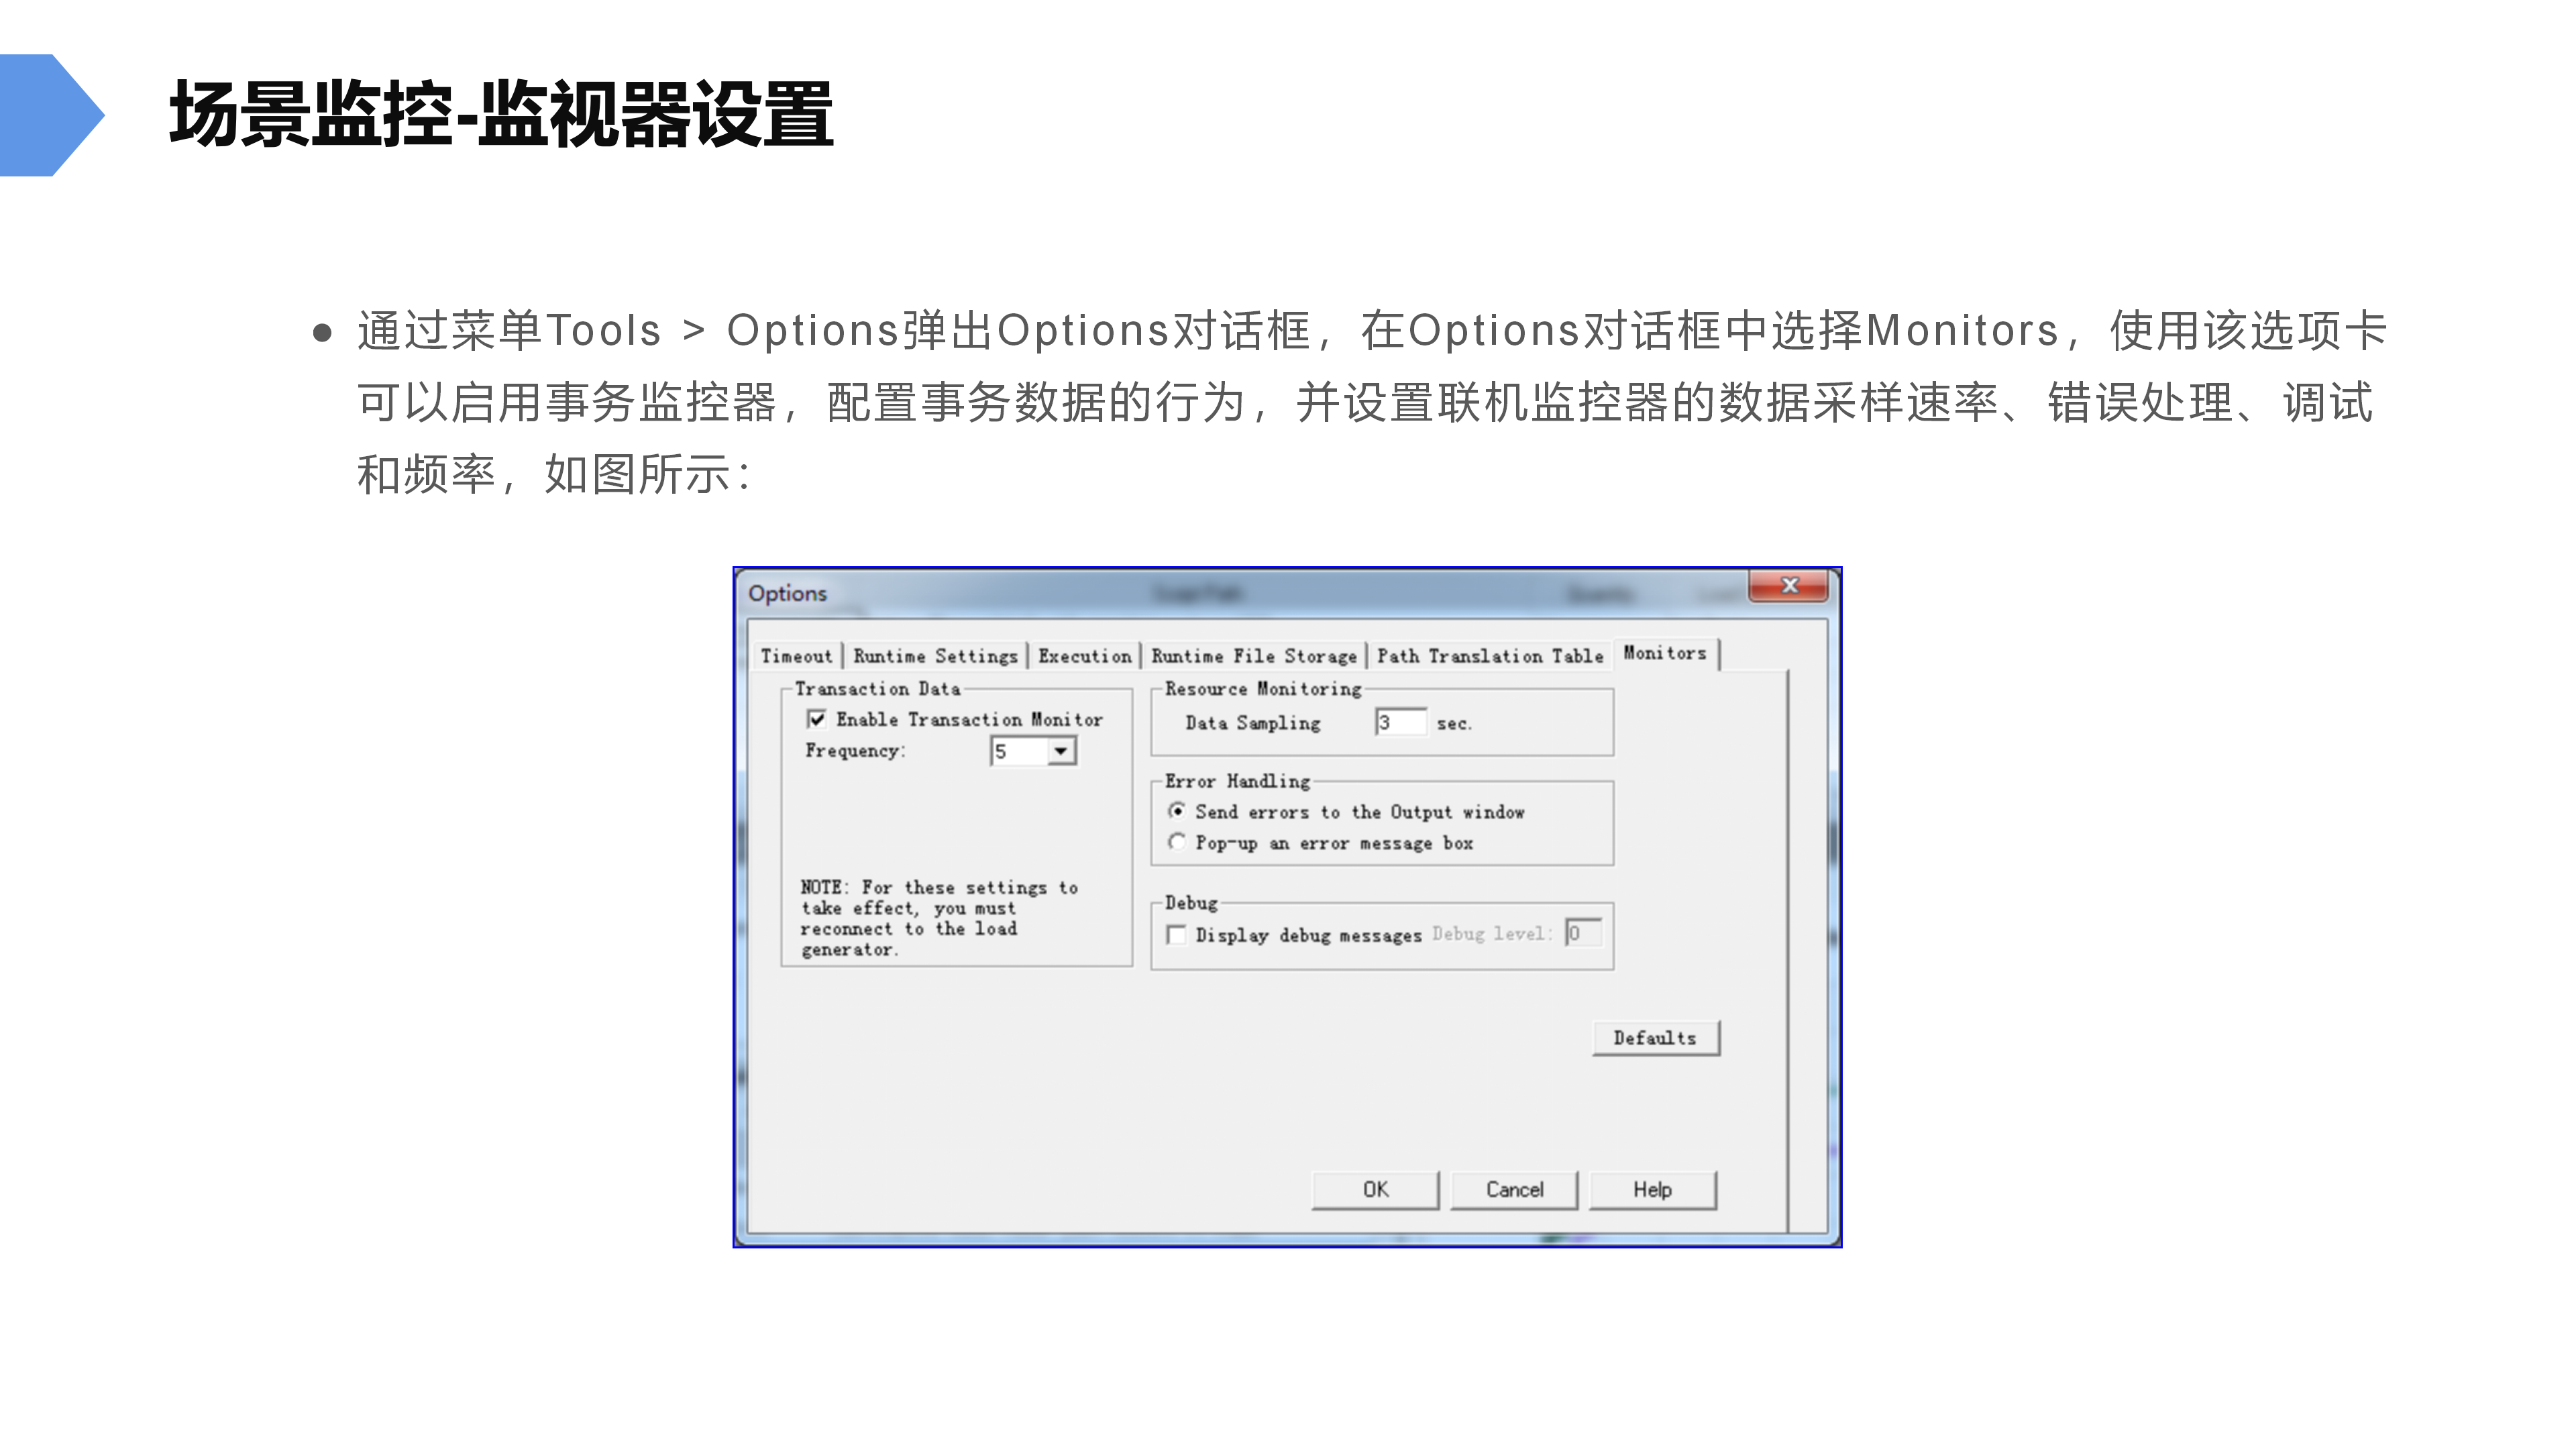 场景监控-监视器设置
● 通过菜单Tools > Options弹出Options对话框，在Options对话框中选择Monitors，使用该选项卡
可以启用事务监控器，配置事务数据的行为，并设置联机监控器的数据采样速率、错误处理、调试
和频率，如图所示：
Options
Timeout Runtime Settings Execution Runtime File Storage Path Translation Table Monitors
Transaction Data
Enable Transaction Monitor
Frequency: 5
NOTE: For these settings to
take effect, you must
reconnect to the load
generator.
Resource Monitoring
Data Sampling 3 sec.
Error Handling
Send errors to the Output window
Pop-up an error message box
Debug
Display debug messages Debug level: 0
Defaults
OK Cancel Help